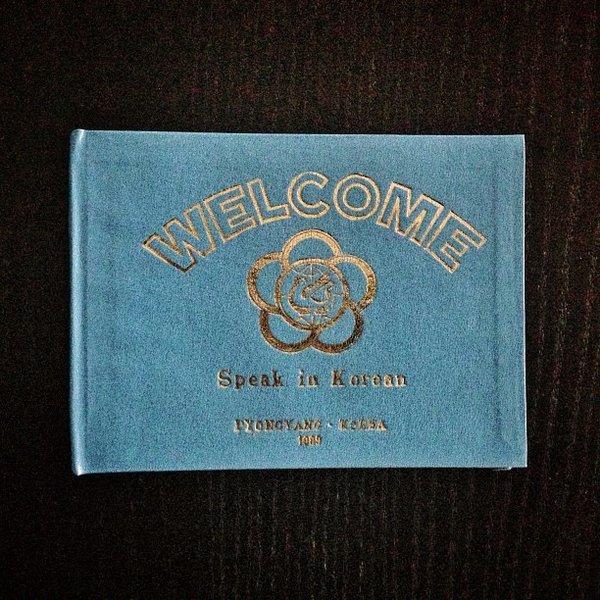 WELCOME
Speak in Korean
PYONGYANG · KOREA
1989